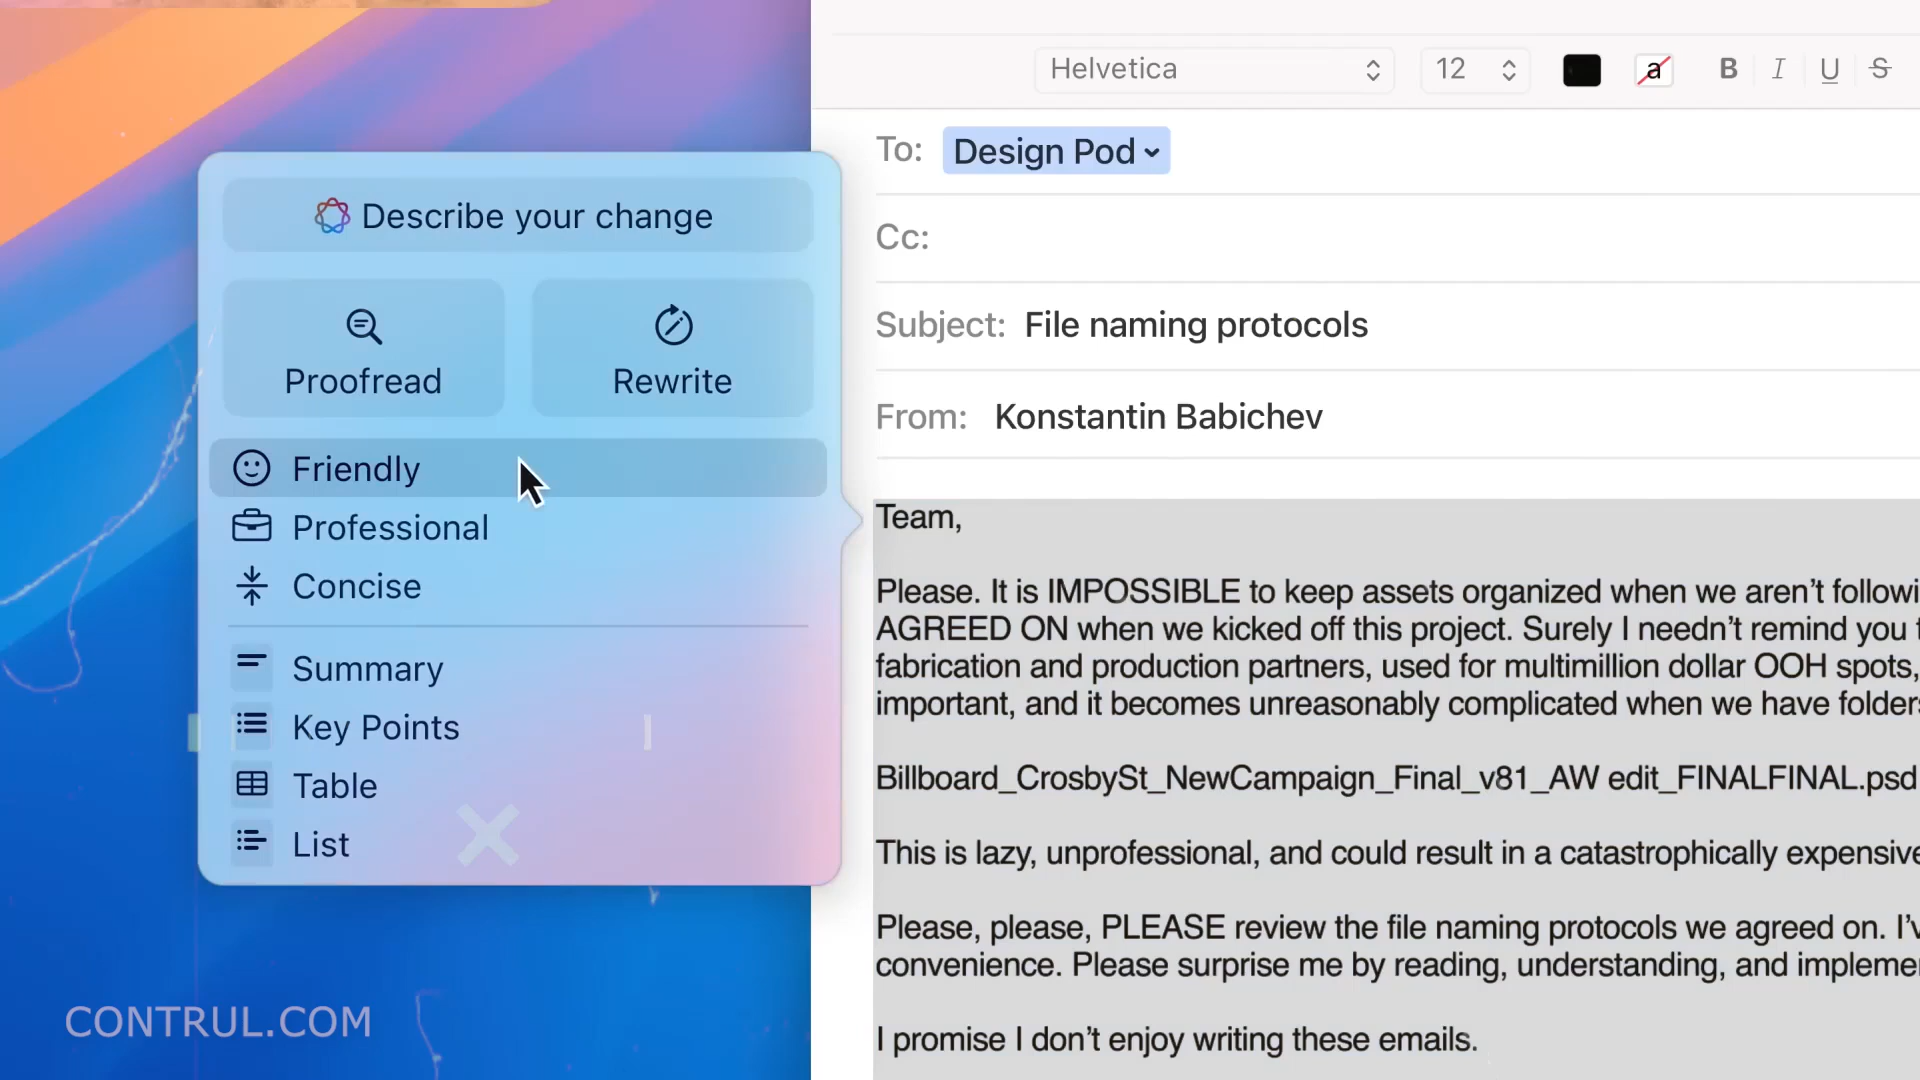 Helvetica
12
a
B I U S
To: Design Pod
Cc:
Subject: File naming protocols
From: Konstantin Babichev
Describe your change
Proofread
Rewrite
Friendly
Professional
Concise
Summary
Key Points
Table
List
Team,
Please. It is IMPOSSIBLE to keep assets organized when we aren’t followi
AGREED ON when we kicked off this project. Surely I needn’t remind you
fabrication and production partners, used for multimillion dollar OOH spots,
important, and it becomes unreasonably complicated when we have folder
Billboard_CrosbySt_NewCampaign_Final_v81_AW edit_FINALFINAL.psd
This is lazy, unprofessional, and could result in a catastrophically expensive
Please, please, PLEASE review the file naming protocols we agreed on. I’v
convenience. Please surprise me by reading, understanding, and impleme
I promise I don’t enjoy writing these emails.
CONTRUL.COM